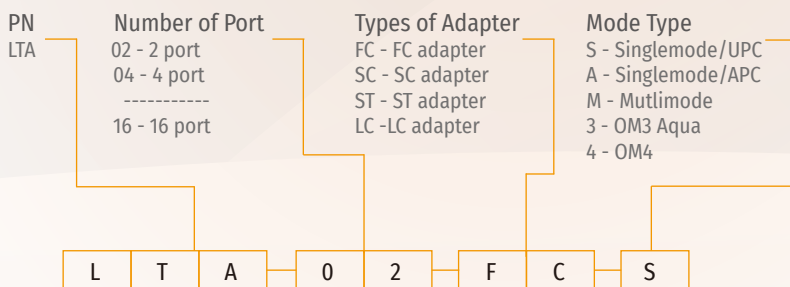 PN
LTA
Number of Port
02 - 2 port
04 - 4 port
-----------
16 - 16 port
Types of Adapter
FC - FC adapter
SC - SC adapter
ST - ST adapter
LC -LC adapter
Mode Type
S - Singlemode/UPC
A - Singlemode/APC
M - Mutlimode
3 - OM3 Aqua
4 - OM4
L T A 0 2 F C S